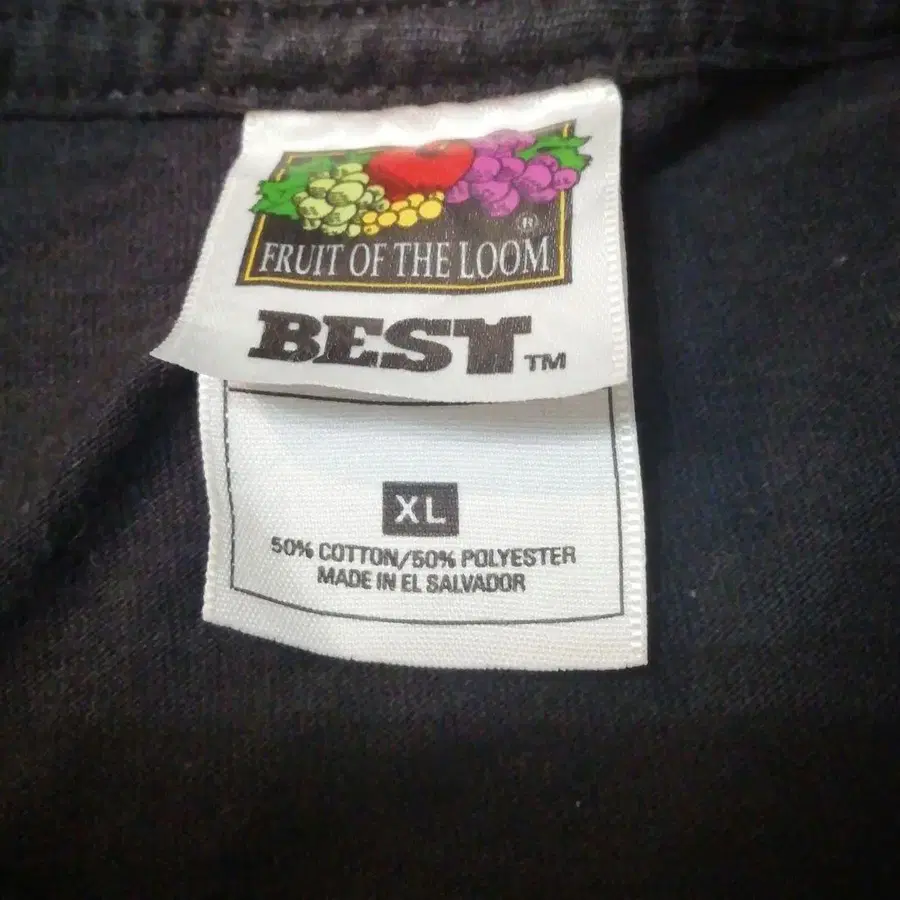 ®
FRUIT OF THE LOOM
BEST™
XL
50% COTTON/50% POLYESTER
MADE IN EL SALVADOR